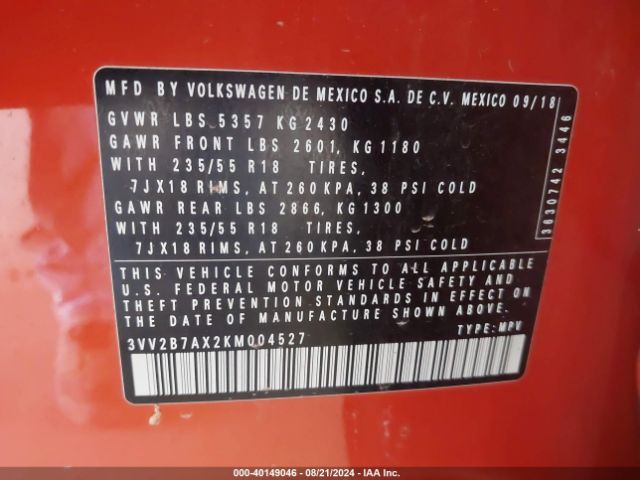 MFD BY VOLKSWAGEN DE MEXICO S.A. DE C.V. MEXICO 09/18
GVWR LBS 5357 KG 2430
GAWR FRONT LBS 2601, KG 1180
WITH 235/55 R18 TIRES,
7JX18 RIMS, AT 260 KPA, 38 PSI COLD
GAWR REAR LBS 2866, KG 1300
WITH 235/55 R18 TIRES,
7JX18 RIMS, AT 260 KPA, 38 PSI COLD
3630742 3446
THIS VEHICLE CONFORMS TO ALL APPLICABLE
U.S. FEDERAL MOTOR VEHICLE SAFETY AND
THEFT PREVENTION STANDARDS IN EFFECT ON
THE DATE OF MANUFACTURE SHOWN ABOVE
3VV2B7AX2KM004527 TYPE: MPV
000-40149046 - 08/21/2024 - IAA Inc.